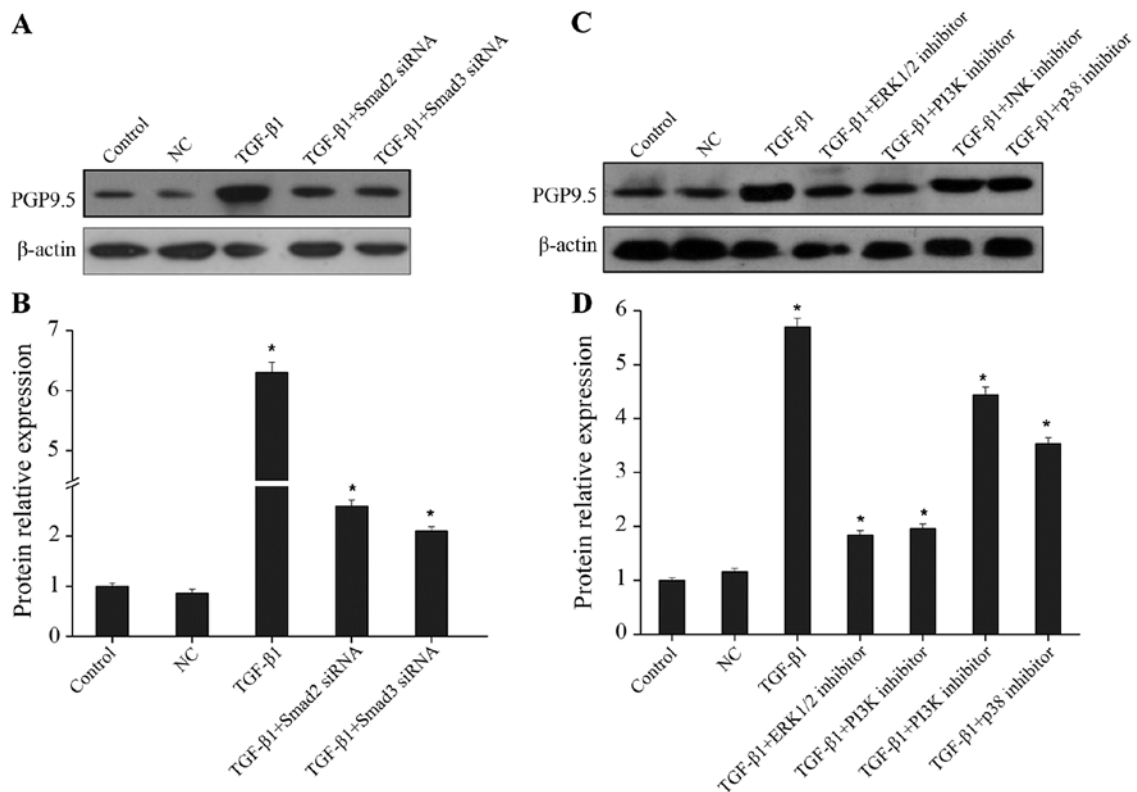 A
Control
NC
TGF-β1
TGF-β1+Smad2 siRNA
TGF-β1+Smad3 siRNA
PGP9.5
β-actin
C
Control
NC
TGF-β1
TGF-β1+ERK1/2 inhibitor
TGF-β1+PI3K inhibitor
TGF-β1+JNK inhibitor
TGF-β1+p38 inhibitor
PGP9.5
β-actin
B
Protein relative expression
7
6
5
2
1
0
*
*
*
Control
NC
TGF-β1
TGF-β1+Smad2 siRNA
TGF-β1+Smad3 siRNA
D
Protein relative expression
6
5
4
3
2
1
0
*
*
*
*
*
Control
NC
TGF-β1
TGF-β1+ERK1/2 inhibitor
TGF-β1+PI3K inhibitor
TGF-β1+PI3K inhibitor
TGF-β1+p38 inhibitor